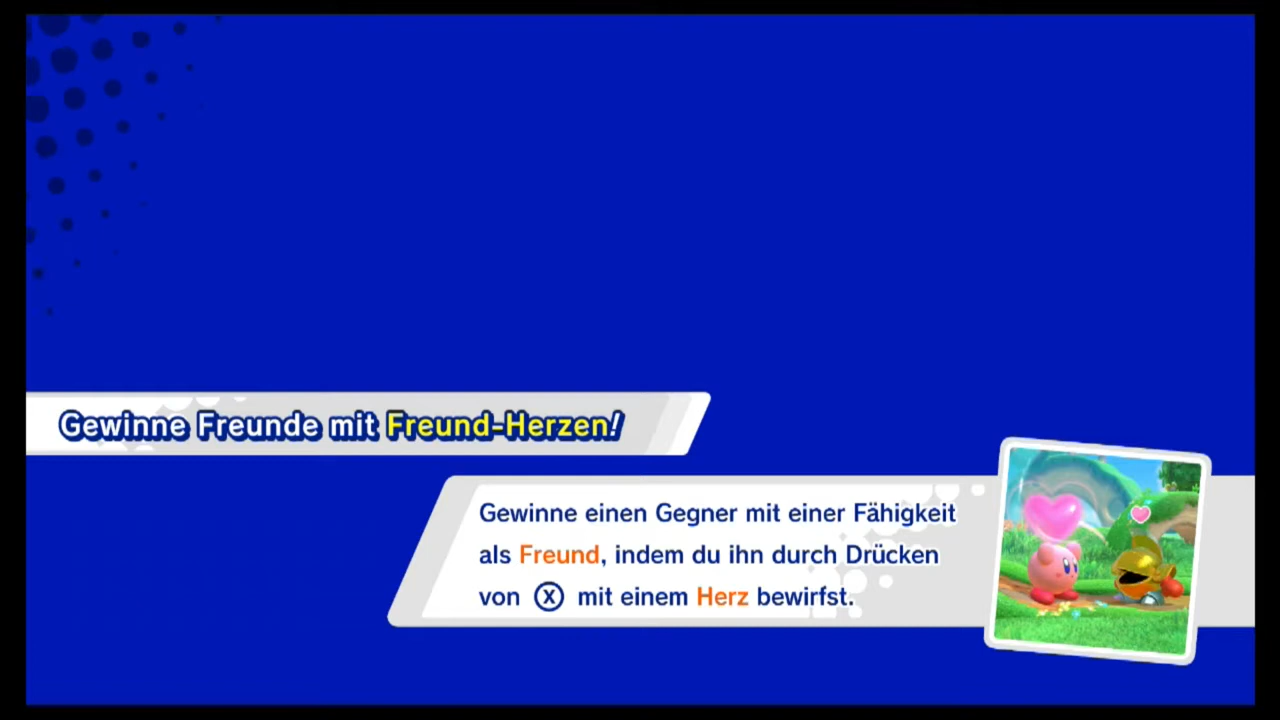 Gewinne Freunde mit Freund-Herzen!
Gewinne einen Gegner mit einer Fähigkeit
als Freund, indem du ihn durch Drücken
von Ⓧ mit einem Herz bewirfst.